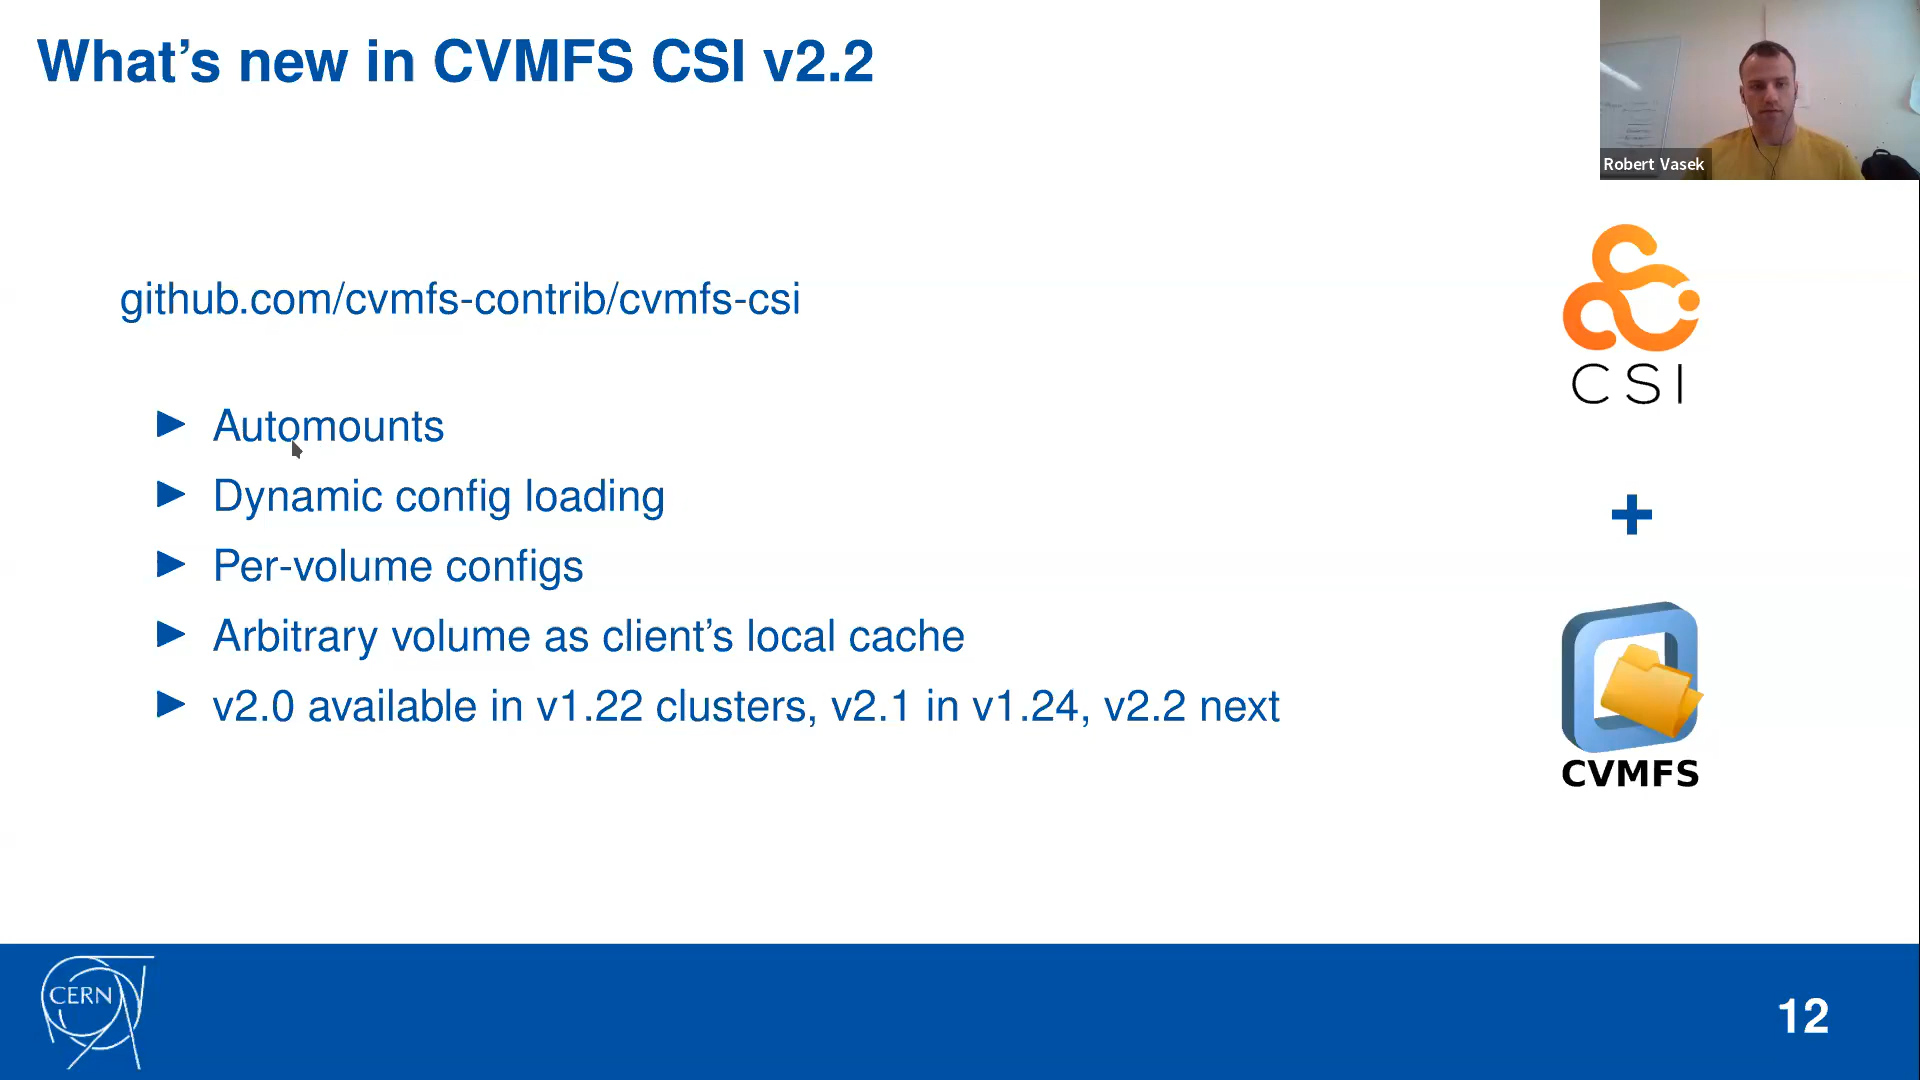 What’s new in CVMFS CSI v2.2
Robert Vasek
github.com/cvmfs-contrib/cvmfs-csi
CSI
Automounts
Dynamic config loading
Per-volume configs
Arbitrary volume as client’s local cache
v2.0 available in v1.22 clusters, v2.1 in v1.24, v2.2 next
CVMFS
CERN
12